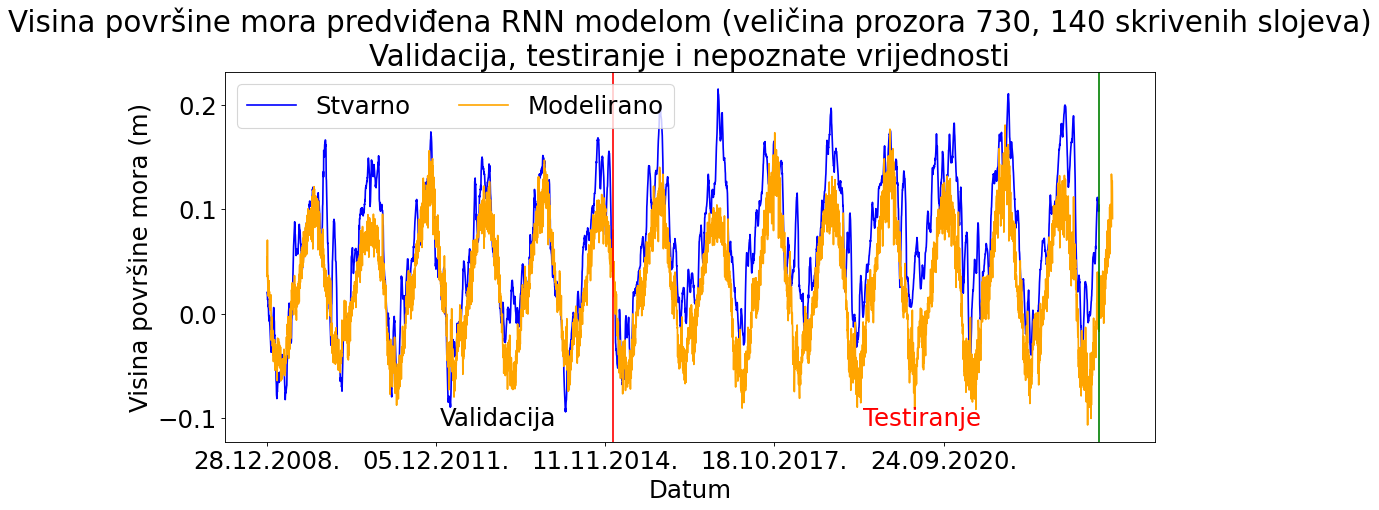 Visina površine mora predviđena RNN modelom (veličina prozora 730, 140 skrivenih slojeva)
Validacija, testiranje i nepoznate vrijednosti
Stvarno
Modelirano
Visina površine mora (m)
0.2
0.1
0.0
−0.1
Validacija
Testiranje
28.12.2008.
05.12.2011.
11.11.2014.
18.10.2017.
24.09.2020.
Datum